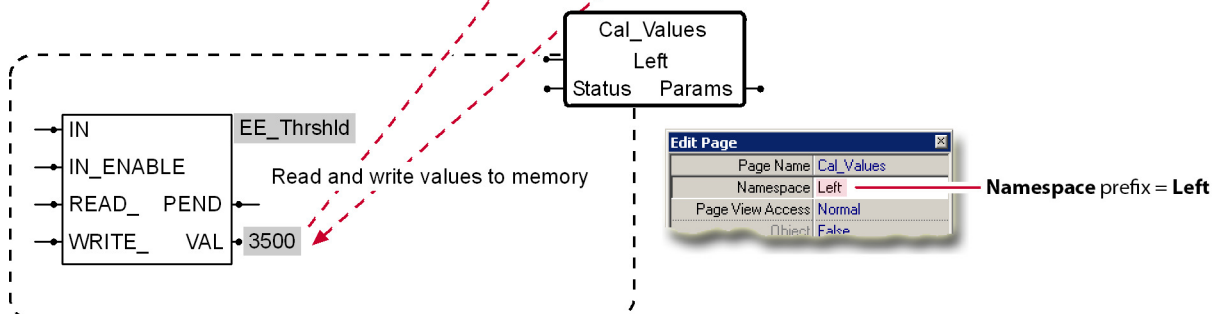 Cal_Values
Left
Status Params
IN
EE_Thrshld
IN_ENABLE
Read and write values to memory
READ_ PEND
WRITE_ VAL 3500
Edit Page
Page Name Cal_Values
Namespace Left
Namespace prefix = Left
Page View Access Normal
Object False